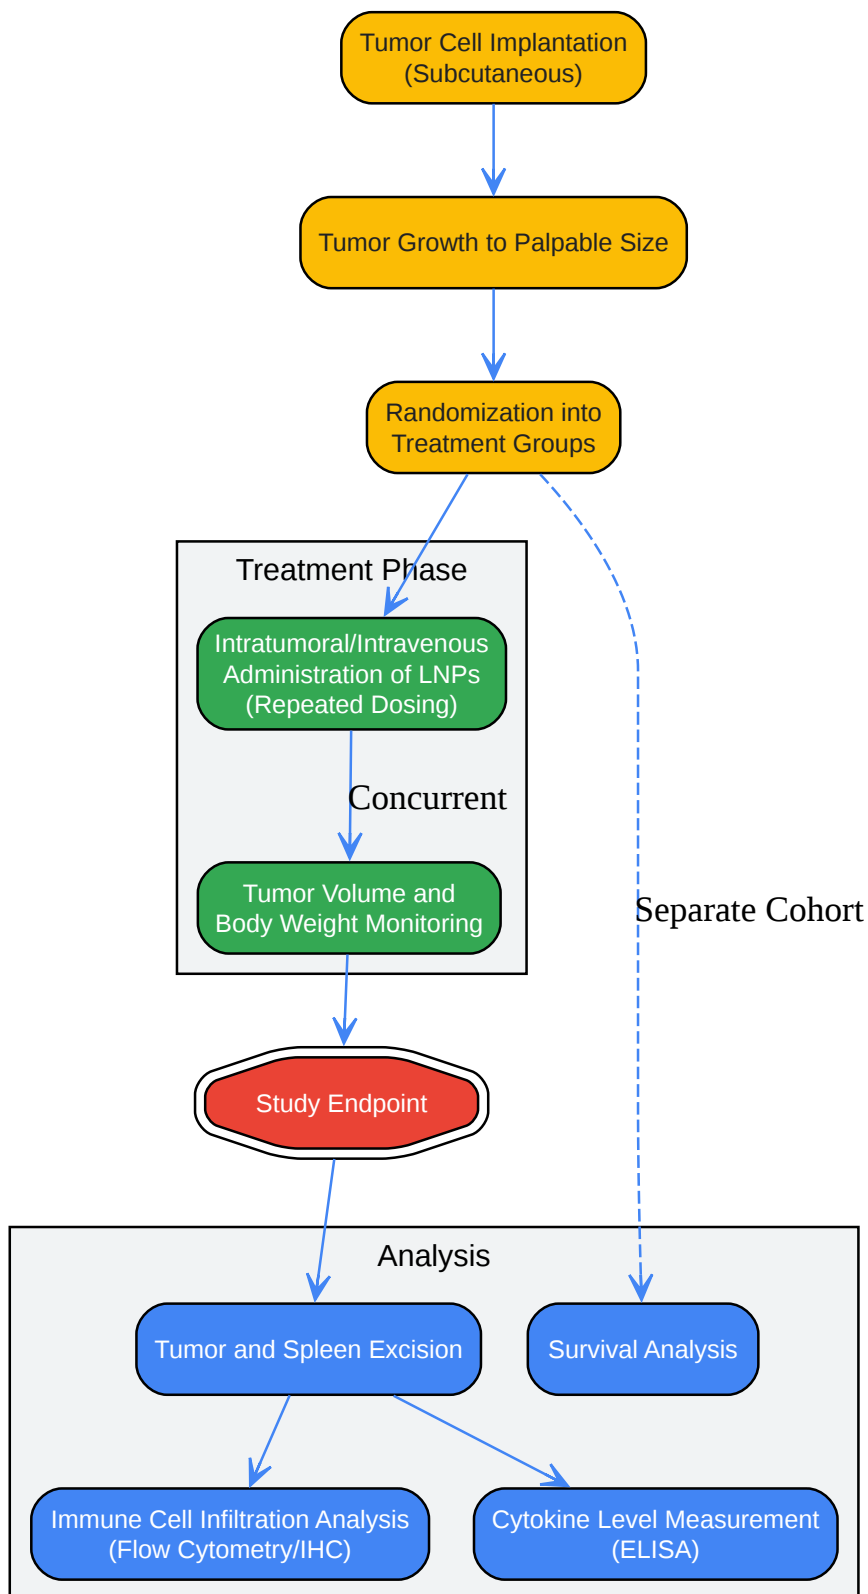 Tumor Cell Implantation
(Subcutaneous)
Tumor Growth to Palpable Size
Randomization into
Treatment Groups
Treatment Phase
Intratumoral/Intravenous
Administration of LNPs
(Repeated Dosing)
Concurrent
Tumor Volume and
Body Weight Monitoring
Separate Cohort
Study Endpoint
Analysis
Tumor and Spleen Excision
Survival Analysis
Immune Cell Infiltration Analysis
(Flow Cytometry/IHC)
Cytokine Level Measurement
(ELISA)